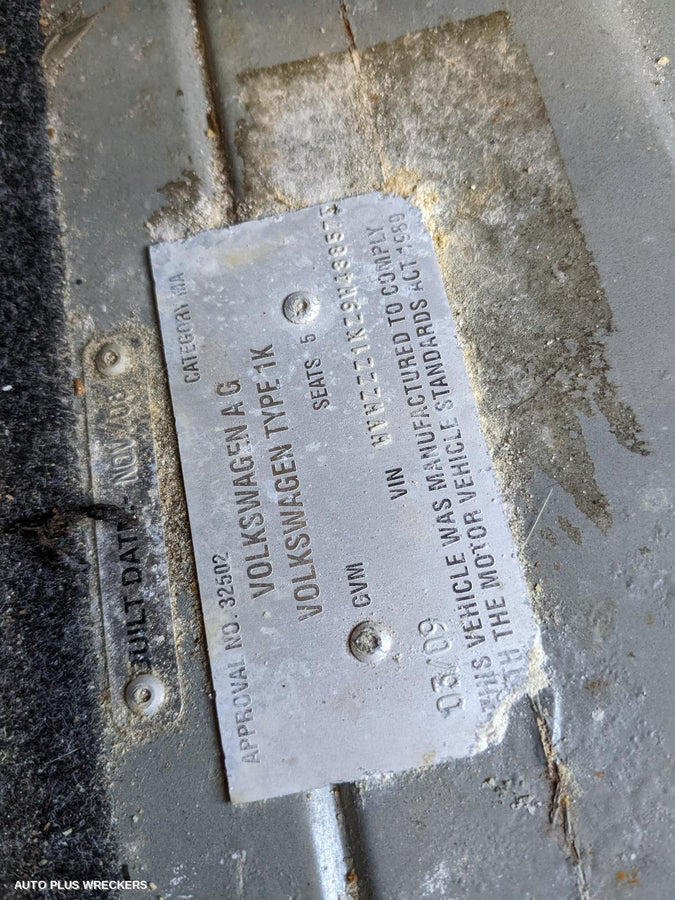 APPROVAL NO. 32502 CATEGORY MA
VOLKSWAGEN A G
VOLKSWAGEN TYPE 1K
SEATS 5
GVM
VIN
03/09
THIS VEHICLE WAS MANUFACTURED TO COMPLY
THE MOTOR VEHICLE STANDARDS ACT 1989
BUILT DATE:- NOV/08
AUTO PLUS WRECKERS